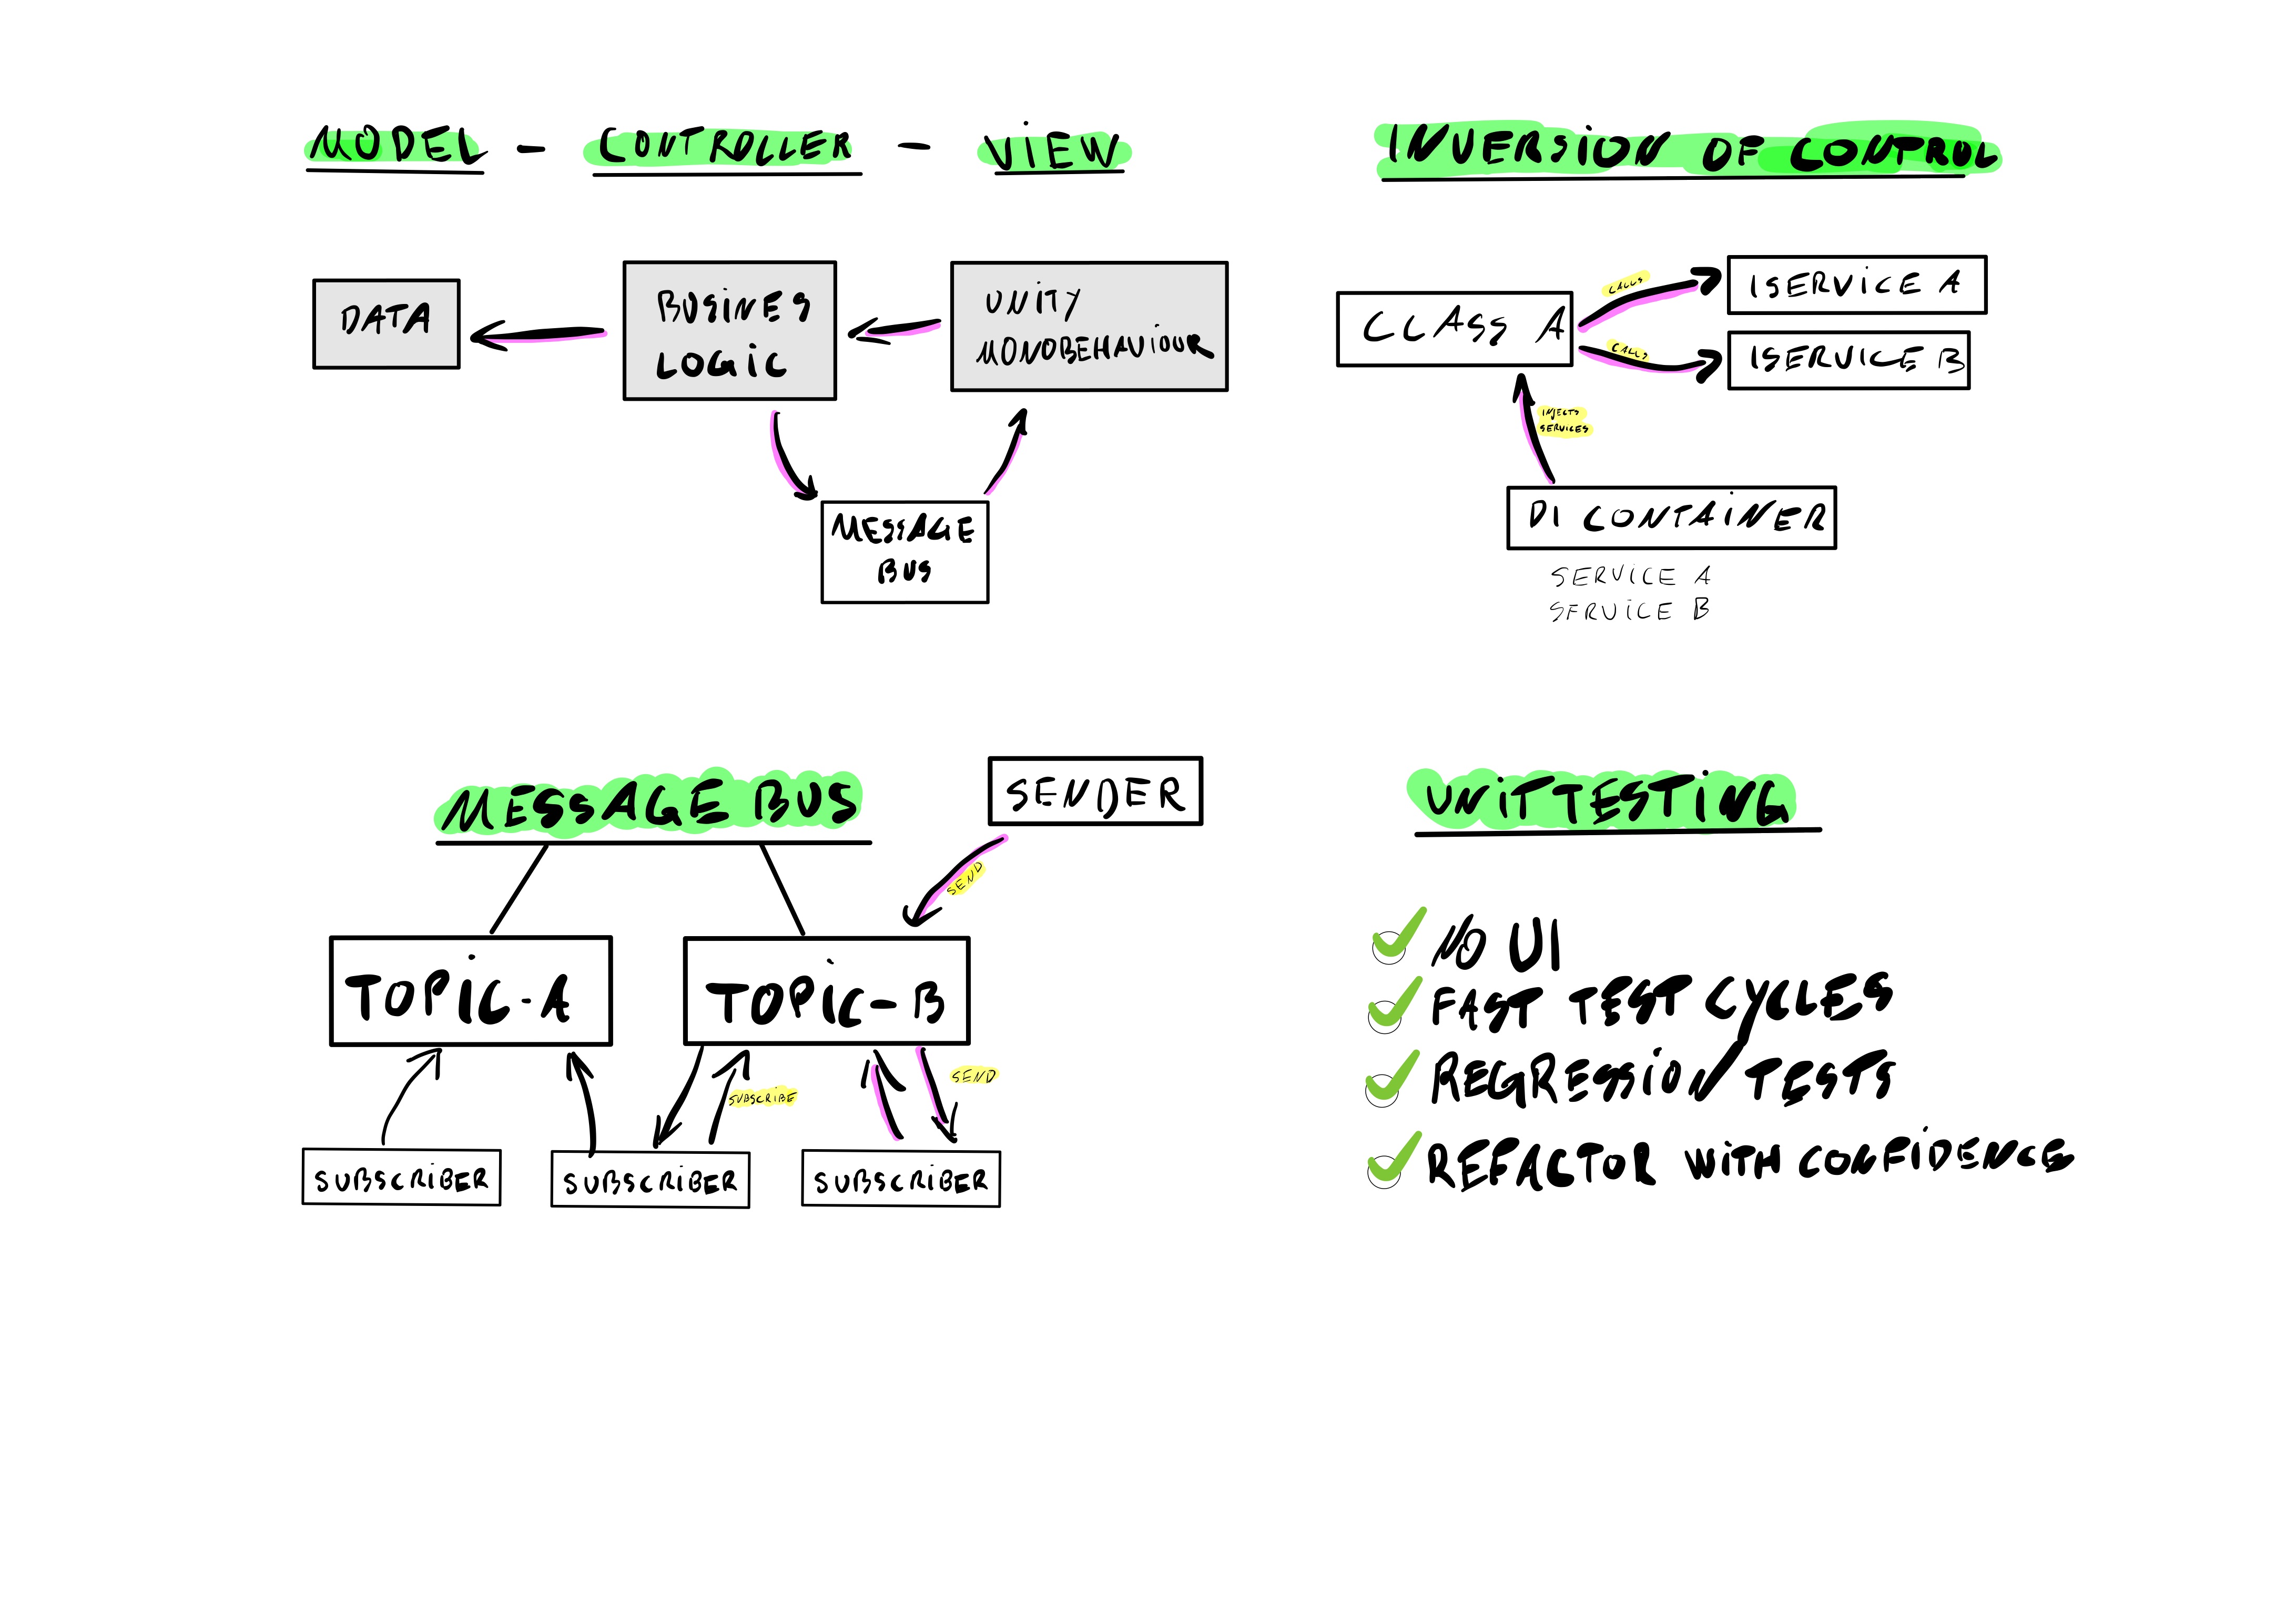 MODEL - CONTROLLER - VIEW
DATA
BUSINES
LOGIC
UNITY
MONOBEHAVIOUR
MESSAGE
BUS
INVERSION OF CONTROL
CLASS A
CALLS
ISERVICE A
CALLS
ISERVICE B
INJECTS
SERVICES
DI CONTAINER
SERVICE A
SERVICE B
MESSAGE BUS
SENDER
SEND
TOPIC-A
TOPIC-B
SUBSCRIBE
SEND
SUBSCRIBER
SUBSCRIBER
SUBSCRIBER
UNITTESTING
NO UI
FAST TEST CYCLES
REGRESSION TESTS
REFACTOR WITH CONFIDENCE